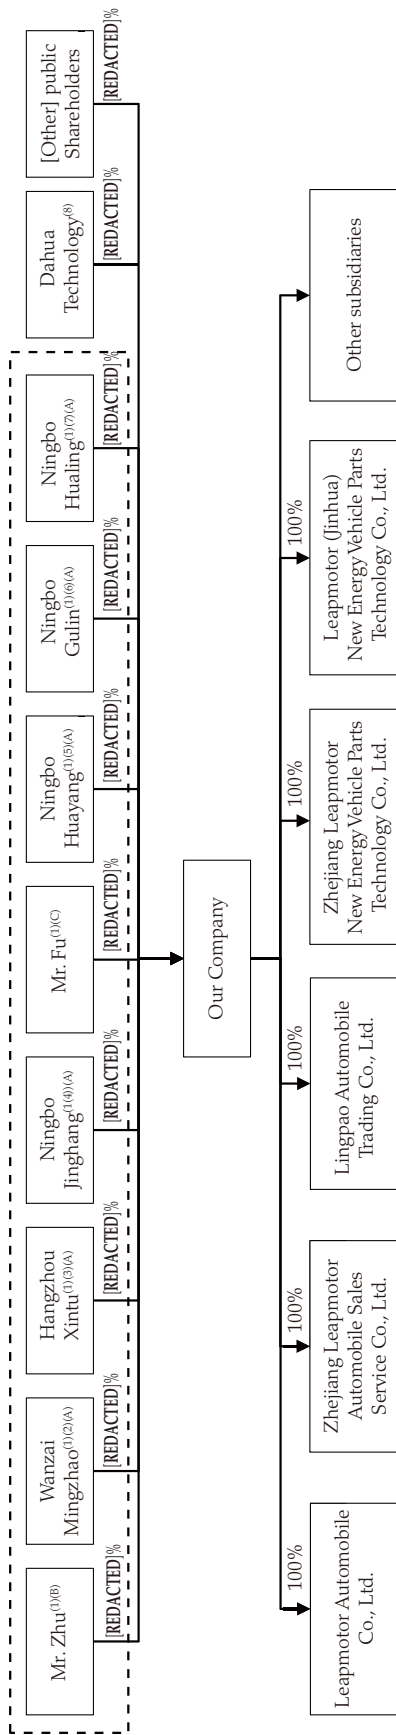 Mr. Zhu(1)(B)
[REDACTED]%
Wanzai
Mingzhao(1)(2)(A)
[REDACTED]%
Hangzhou
Xintu(1)(3)(A)
[REDACTED]%
Ningbo
Jinghang(1(4))(A)
[REDACTED]%
Mr. Fu(1)(C)
[REDACTED]%
Ningbo
Huayang(1)(5)(A)
[REDACTED]%
Ningbo
Gulin(1)(6)(A)
[REDACTED]%
Ningbo
Hualing(1)(7)(A)
[REDACTED]%
Dahua
Technology(8)
[REDACTED]%
[Other] public
Shareholders
[REDACTED]%
Our Company
100%
Leapmotor Automobile
Co., Ltd.
100%
Zhejiang Leapmotor
Automobile Sales
Service Co., Ltd.
100%
Lingpao Automobile
Trading Co., Ltd.
100%
Zhejiang Leapmotor
New Energy Vehicle Parts
Technology Co., Ltd.
100%
Leapmotor (Jinhua)
New Energy Vehicle Parts
Technology Co., Ltd.
Other subsidiaries